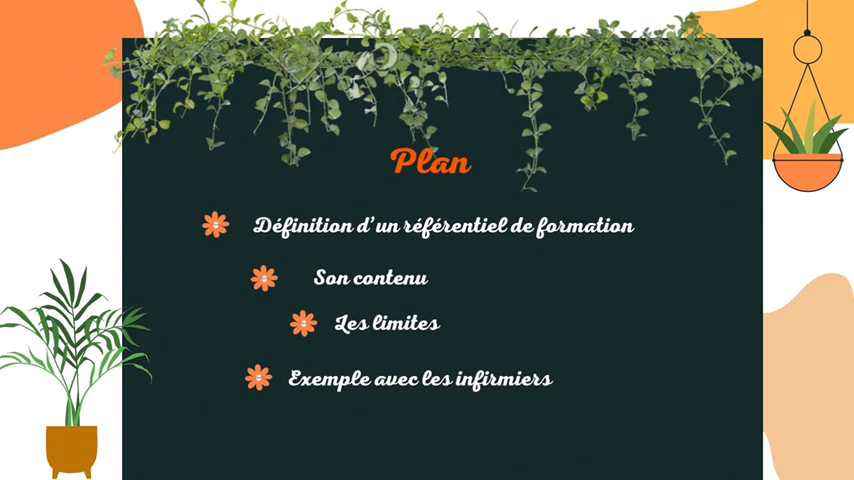 Plan
Définition d'un référentiel de formation
Son contenu
Les limites
Exemple avec les infirmiers